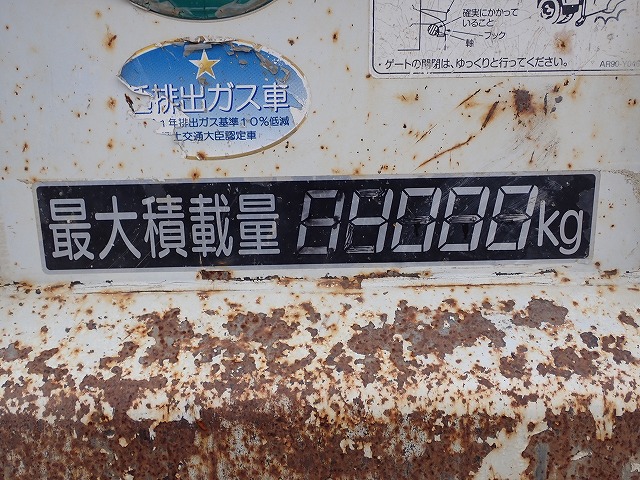 確実にかかって
いること
フック
軸
ゲートの開閉は、ゆっくりと行ってください。
排出ガス車
年排出ガス基準10%低減
交通大臣認定車
最大積載量 4000kg